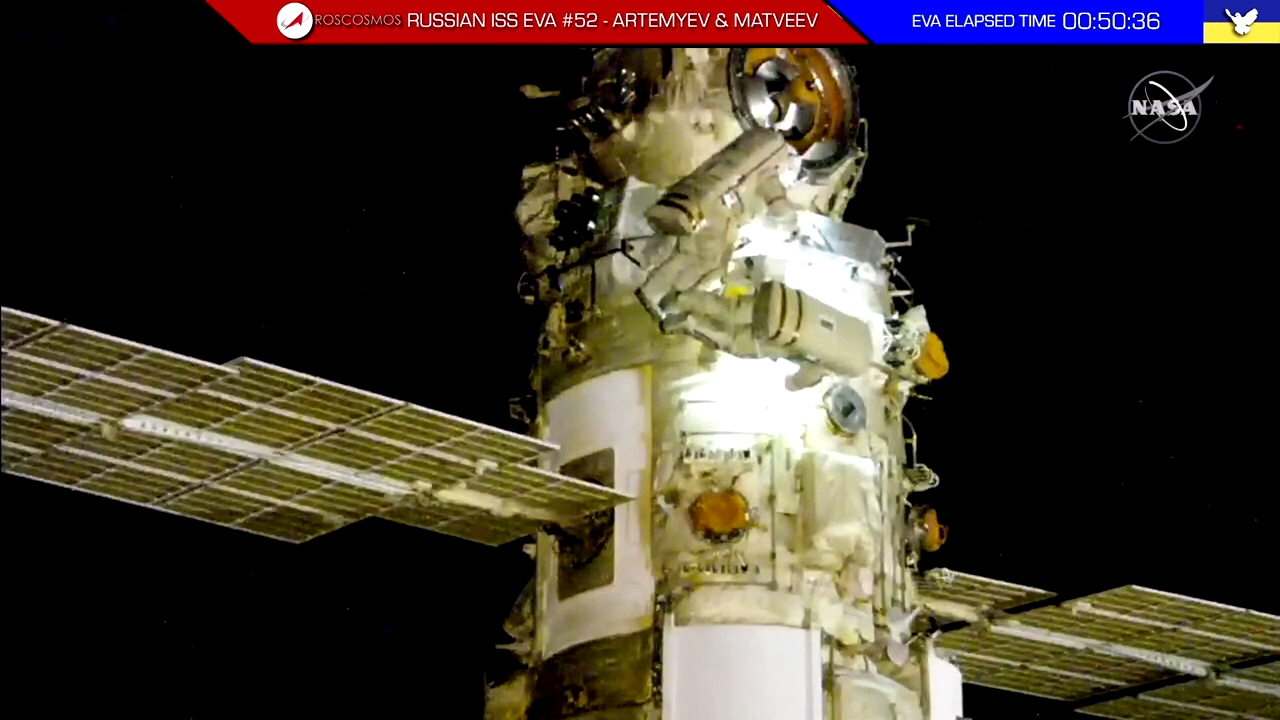 ROSCOSMOS RUSSIAN ISS EVA #52 - ARTEMYEV & MATVEEV
EVA ELAPSED TIME 00:50:36
NASA